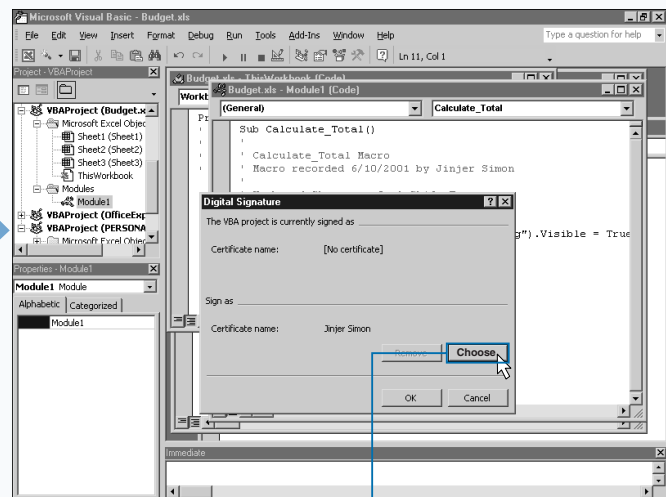 Microsoft Visual Basic - Budget.xls
File Edit View Insert Format Debug Run Tools Add-Ins Window Help
Type a question for help
Ln 11, Col 1
Project - VBAProject
VBAProject (Budget.x
Microsoft Excel Objec
Sheet1 (Sheet1)
Sheet2 (Sheet2)
Sheet3 (Sheet3)
ThisWorkbook
Modules
Module1
VBAProject (OfficeExp
VBAProject (PERSONA
Microsoft Excel Objec
Properties - Module1
Module1 Module
Alphabetic Categorized
Module1
Budget.xls - ThisWorkbook (Code)
Workb
Budget.xls - Module1 (Code)
(General) Calculate_Total
Sub Calculate_Total()
'
' Calculate_Total Macro
' Macro recorded 6/10/2001 by Jinjer Simon
'
g").Visible = True
Digital Signature
The VBA project is currently signed as
Certificate name: [No certificate]
Sign as
Certificate name: Jinjer Simon
Remove Choose
OK Cancel
Immediate